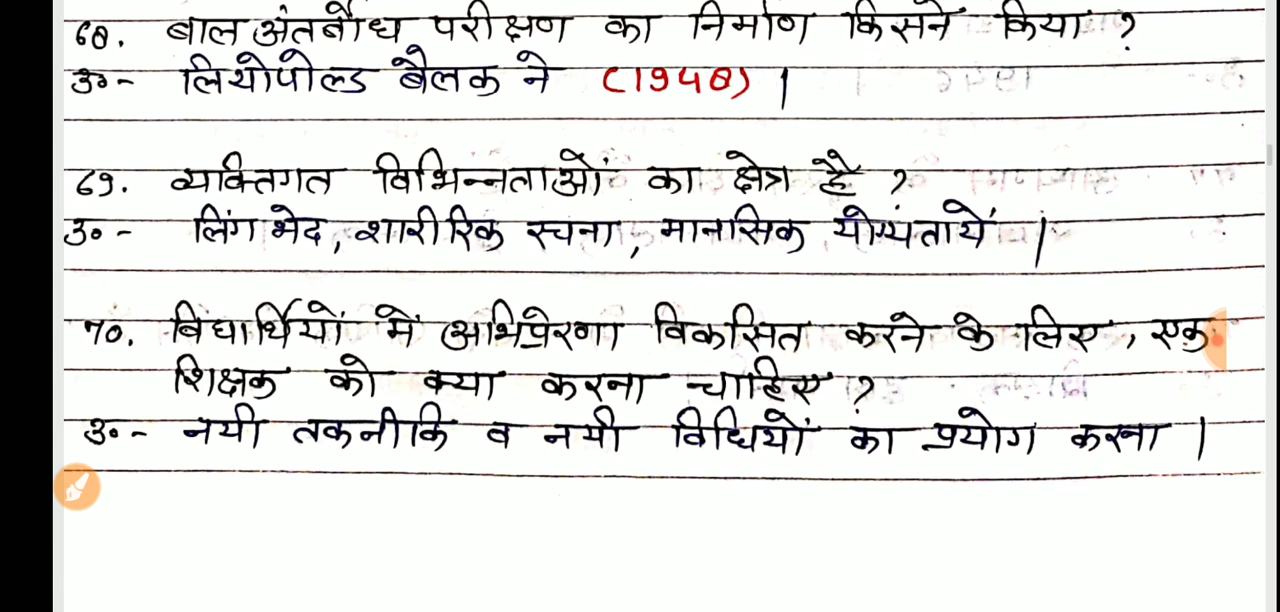 68. बाल अंतर्बोध परीक्षण का निर्माण किसने किया ?
उ०- लियोपोल्ड बैलक ने (1948) |
69. व्यक्तिगत विभिन्नताओं का क्षेत्र है ?
उ०- लिंग भेद, शारीरिक रचना, मानसिक योग्यतायें |
70. विद्यार्थियों में अभिप्रेरणा विकसित करने के लिए, एक
शिक्षक को क्या करना चाहिए ?
उ०- नयी तकनीकि व नयी विधियों का प्रयोग करना |